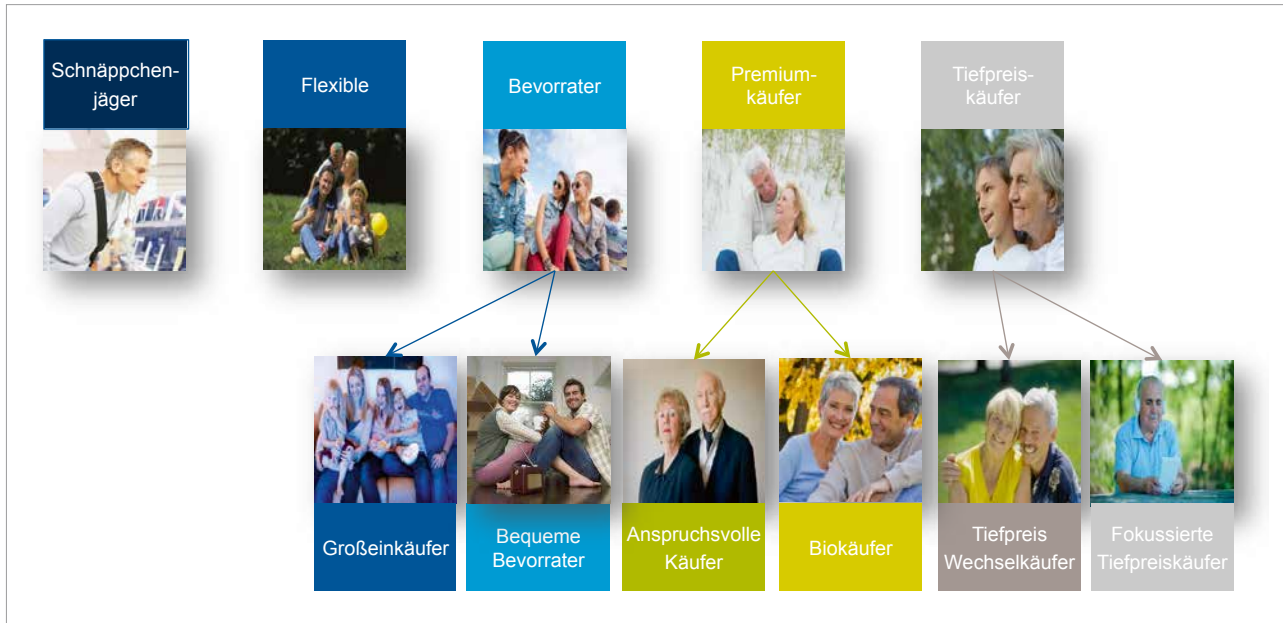 Schnäppchen-
jäger
Flexible
Bevorrater
Premium-
käufer
Tiefpreis-
käufer
Großeinkäufer
Bequeme
Bevorrater
Anspruchsvolle
Käufer
Biokäufer
Tiefpreis
Wechselkäufer
Fokussierte
Tiefpreiskäufer